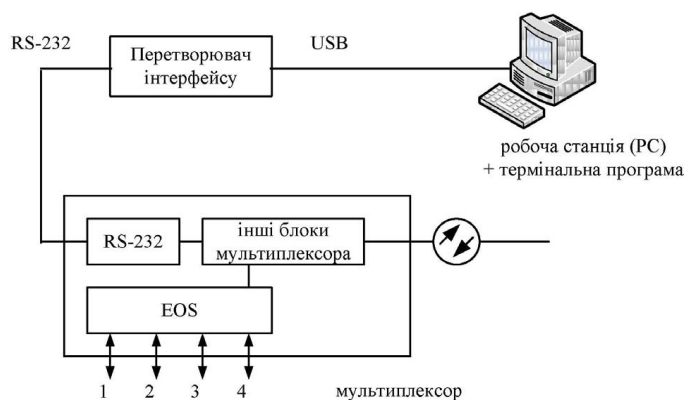 RS-232
USB
Перетворювач
інтерфейсу
робоча станція (РС)
+ термінальна програма
RS-232
інші блоки
мультиплексора
EOS
1 2 3 4
мультиплексор